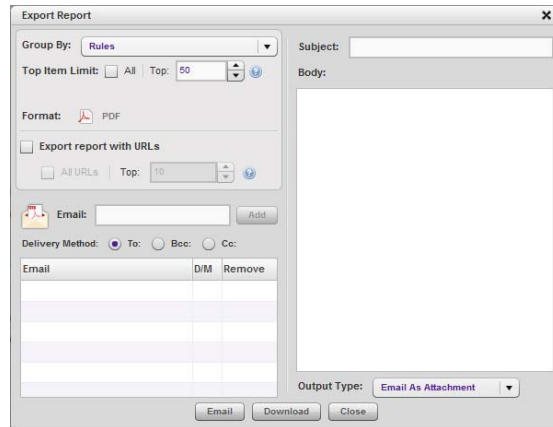 Export Report
Group By: Rules
Top Item Limit: All Top: 50
Format: PDF
Export report with URLs
All URLs Top: 10
Email: Add
Delivery Method: To: Bcc: Cc:
Email D/M Remove
Subject:
Body:
Output Type: Email As Attachment
Email Download Close